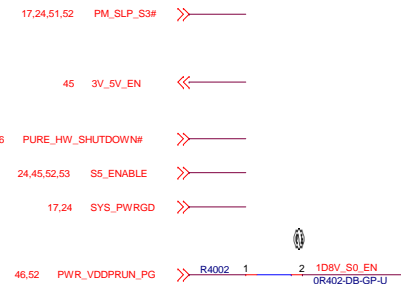 17,24,51,52 PM_SLP_S3#
45 3V_5V_EN
6 PURE_HW_SHUTDOWN#
24,45,52,53 S5_ENABLE
17,24 SYS_PWRGD
46,52 PWR_VDDPRUN_PG R4002 1 2 1D8V_S0_EN
0R402-DB-GP-U